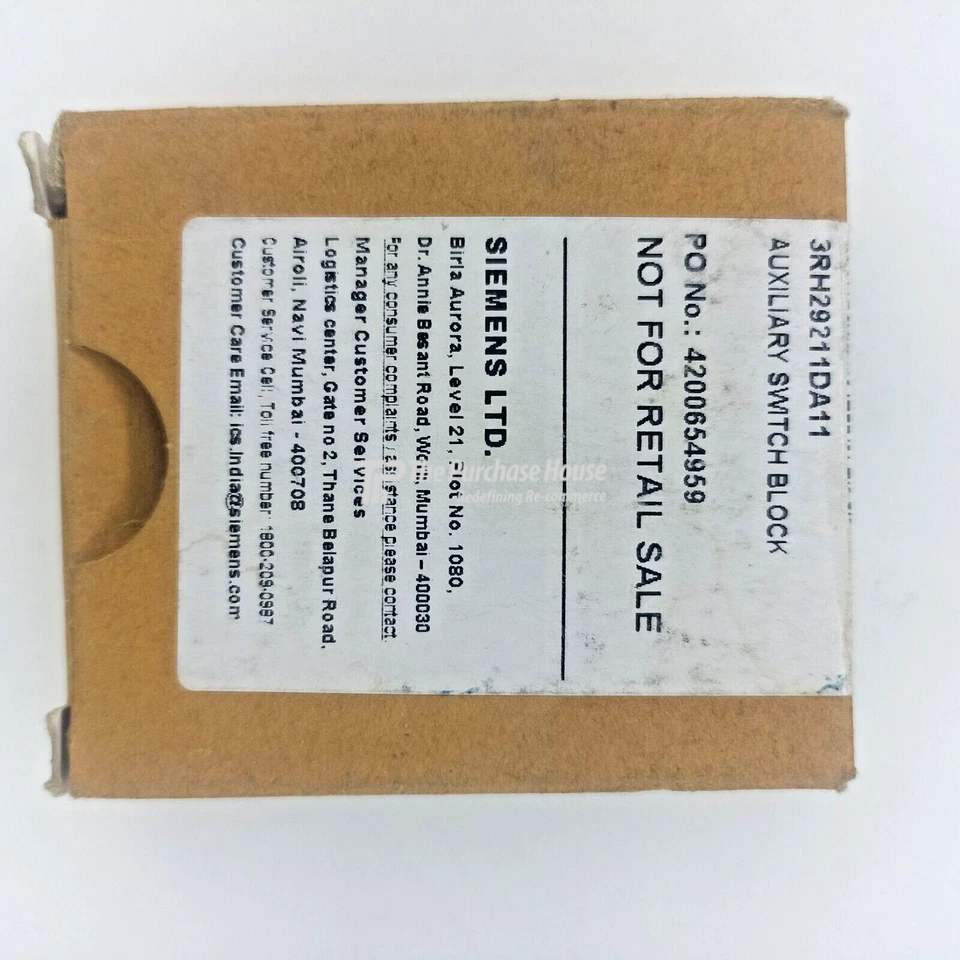 3RH29211DA11
AUXILIARY SWITCH BLOCK
PO No.: 4200654959
NOT FOR RETAIL SALE
SIEMENS LTD.
Birla Aurora, Level 21, Plot No. 1080,
Dr. Annie Besant Road, Worli, Mumbai - 400030
For any consumer complaints / assistance please contact
Manager Customer Services
Logistics center, Gate no 2, Thane Belapur Road,
Airoli, Navi Mumbai - 400708
Customer Service Cell, Toll free number: 1800-209-0987
Customer Care Email: ics.India@siemens.com
The Purchase House
Redefining Re-commerce